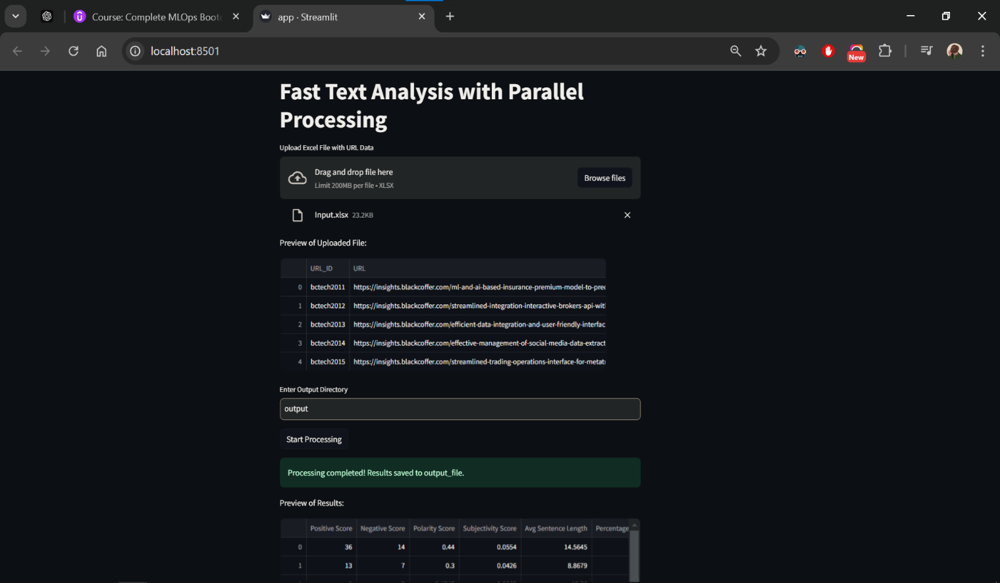 Course: Complete MLOps Bootc
app · Streamlit
localhost:8501
New
Fast Text Analysis with Parallel
Processing
Upload Excel File with URL Data
Drag and drop file here
Limit 200MB per file • XLSX
Browse files
Input.xlsx 23.2KB
Preview of Uploaded File:
URL_ID URL
0 bctech2011 https://insights.blackcoffer.com/ml-and-ai-based-insurance-premium-model-to-prec
1 bctech2012 https://insights.blackcoffer.com/streamlined-integration-interactive-brokers-api-wit
2 bctech2013 https://insights.blackcoffer.com/efficient-data-integration-and-user-friendly-interfac
3 bctech2014 https://insights.blackcoffer.com/effective-management-of-social-media-data-extract
4 bctech2015 https://insights.blackcoffer.com/streamlined-trading-operations-interface-for-metat
Enter Output Directory
output
Start Processing
Processing completed! Results saved to output_file.
Preview of Results:
Positive Score Negative Score Polarity Score Subjectivity Score Avg Sentence Length Percentage
0 36 14 0.44 0.0554 14.5645
1 13 7 0.3 0.0426 8.8679